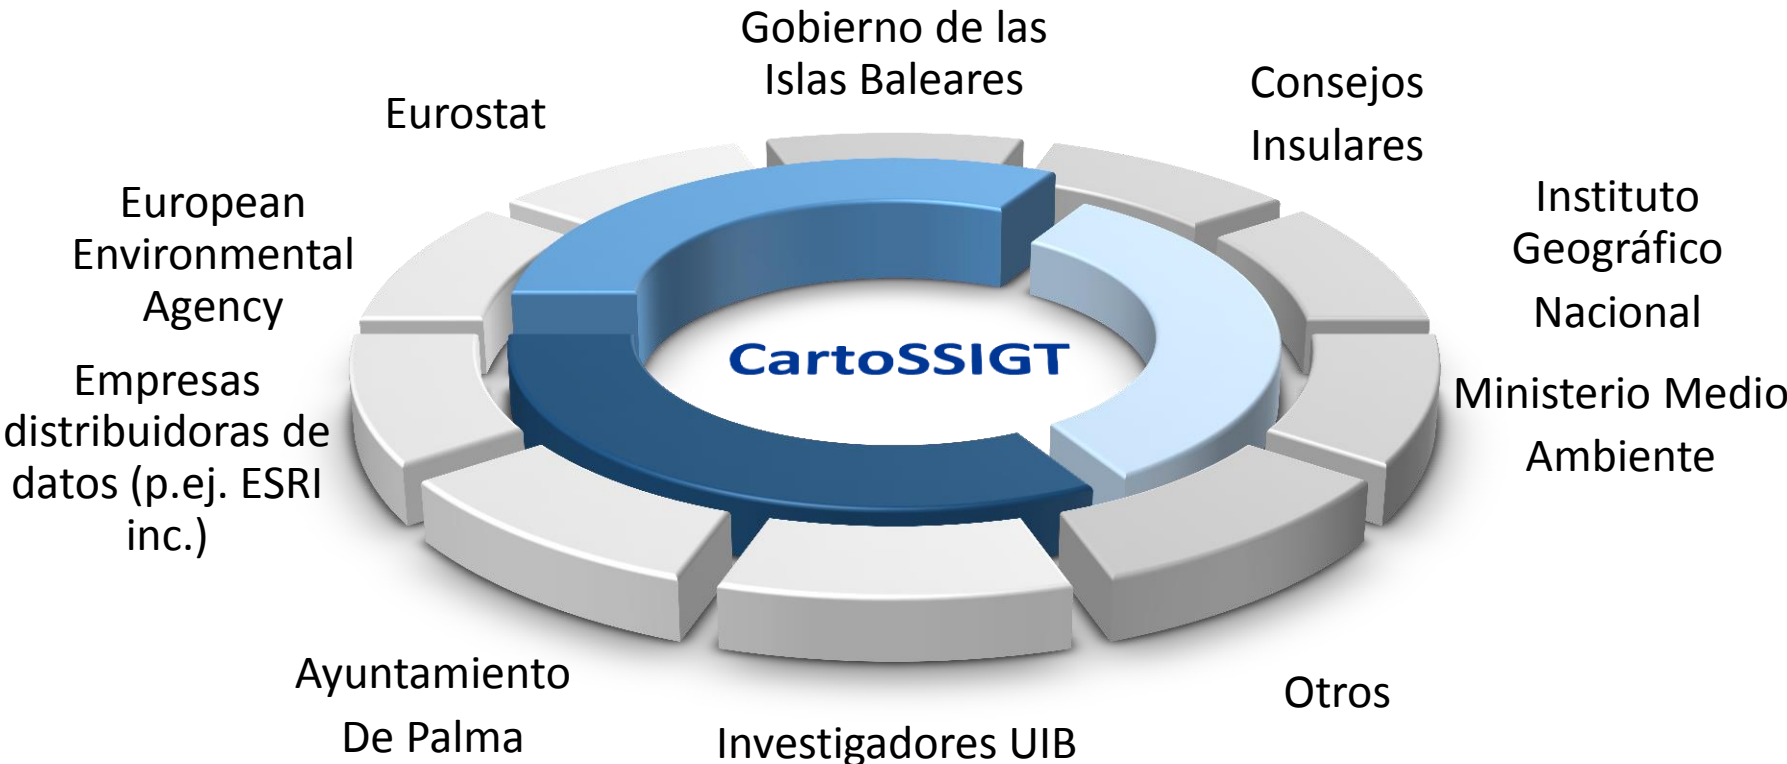 Gobierno de las
Islas Baleares
Consejos
Insulares
Instituto
Geográfico
Nacional
Ministerio Medio
Ambiente
Otros
Investigadores UIB
Ayuntamiento
De Palma
Empresas
distribuidoras de
datos (p.ej. ESRI
inc.)
European
Environmental
Agency
Eurostat
CartoSSIGT